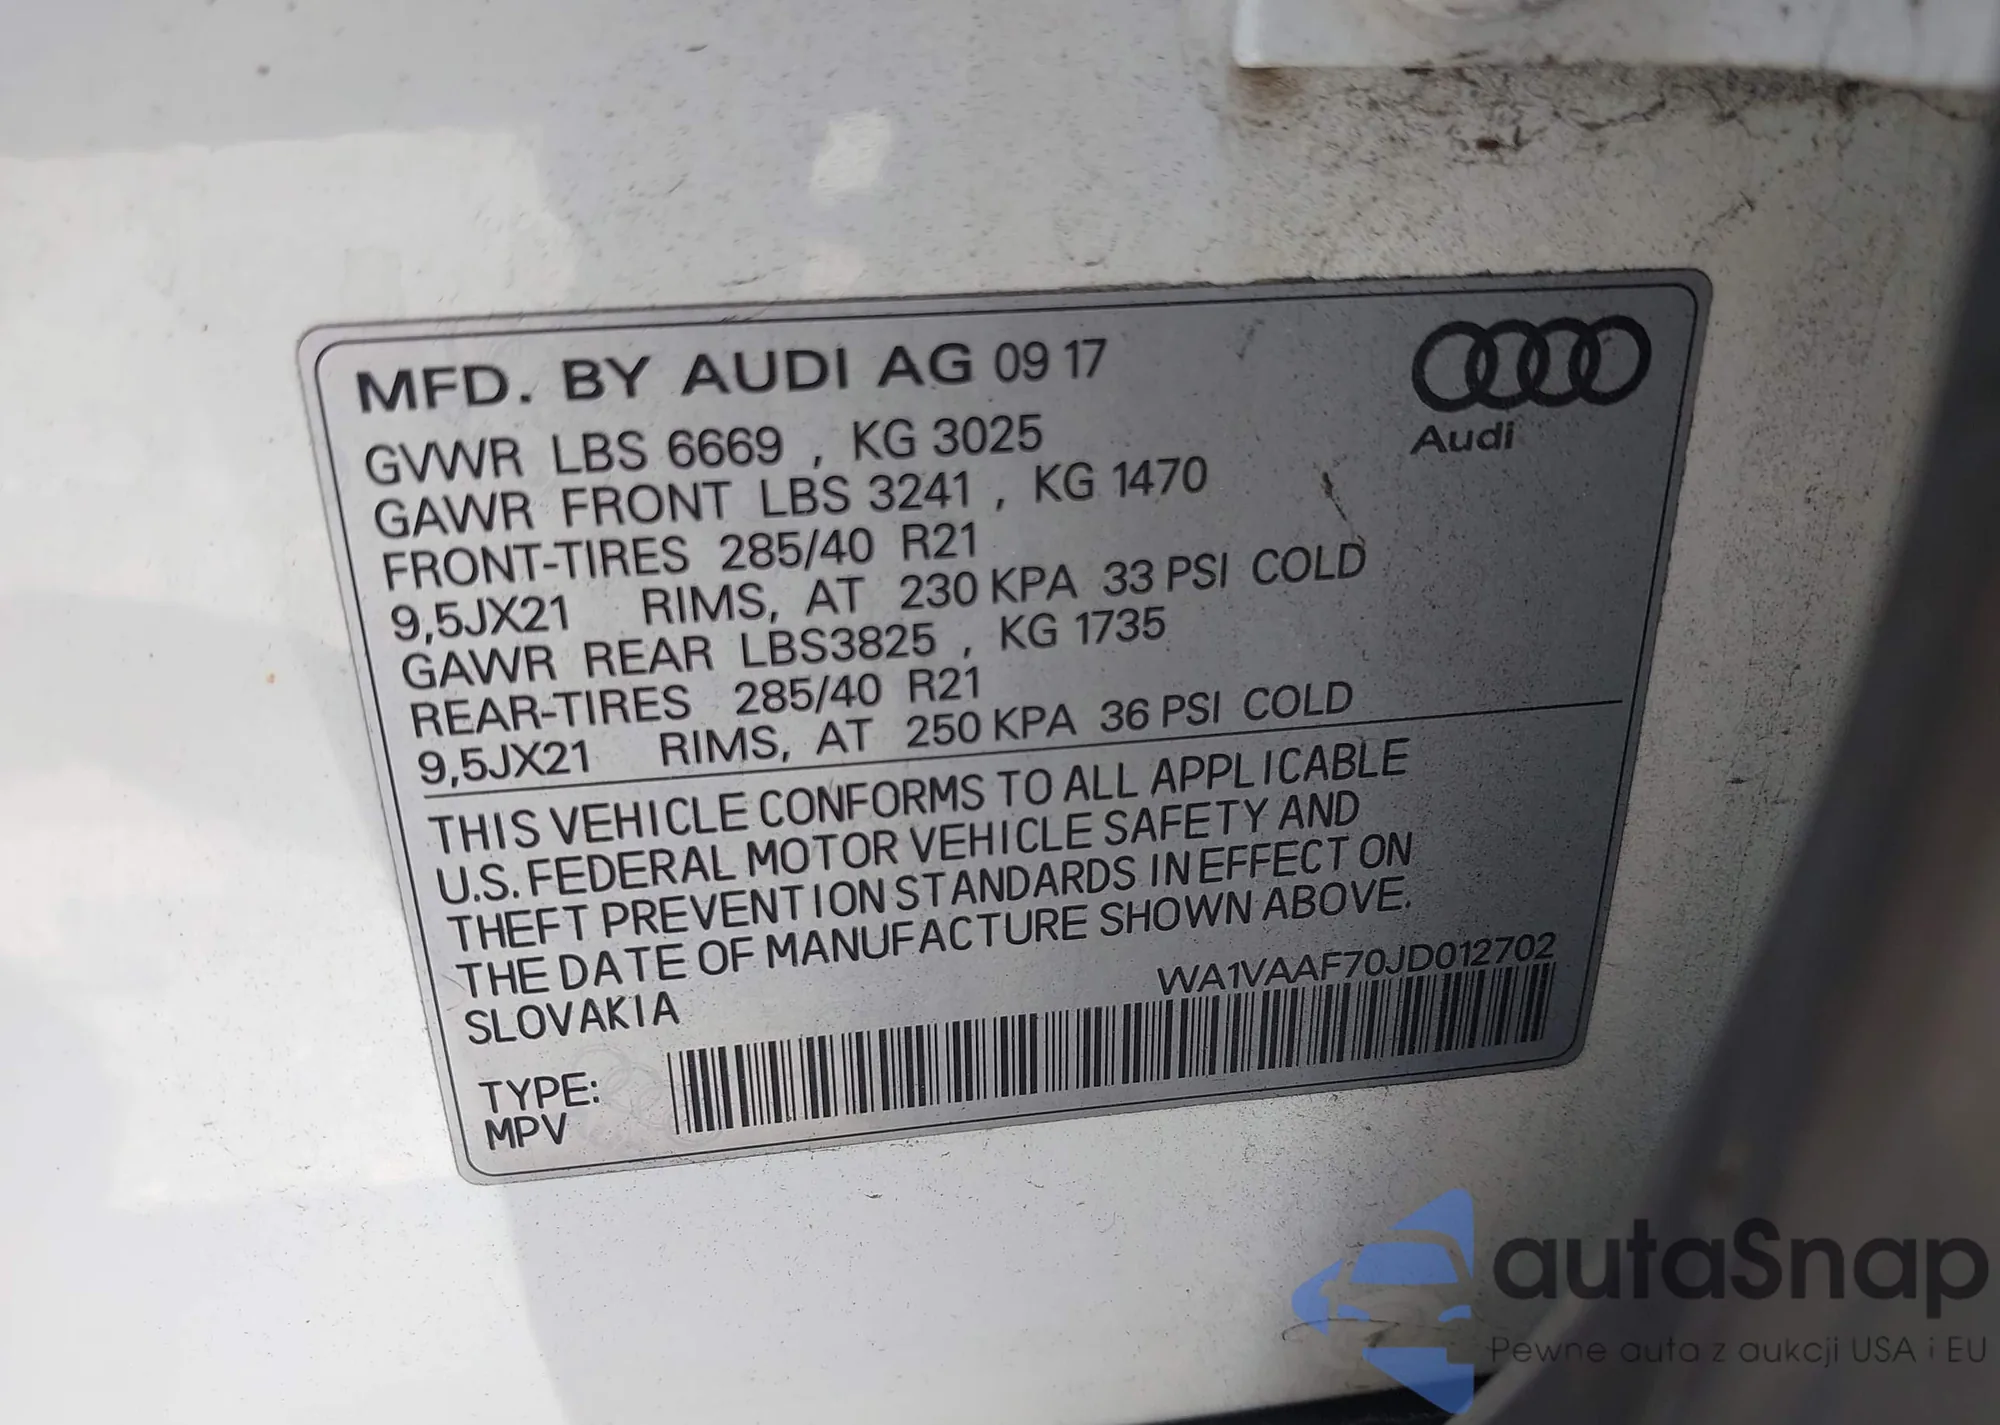 MFD. BY AUDI AG 09 17
Audi
GVWR LBS 6669 , KG 3025
GAWR FRONT LBS 3241 , KG 1470
FRONT-TIRES 285/40 R21
9,5JX21 RIMS, AT 230 KPA 33 PSI COLD
GAWR REAR LBS3825 , KG 1735
REAR-TIRES 285/40 R21
9,5JX21 RIMS, AT 250 KPA 36 PSI COLD
THIS VEHICLE CONFORMS TO ALL APPLICABLE
U.S. FEDERAL MOTOR VEHICLE SAFETY AND
THEFT PREVENTION STANDARDS IN EFFECT ON
THE DATE OF MANUFACTURE SHOWN ABOVE.
SLOVAKIA
WA1VAAF70JD012702
TYPE:
MPV
autaSnap
Pewne auta z aukcji USA i EU